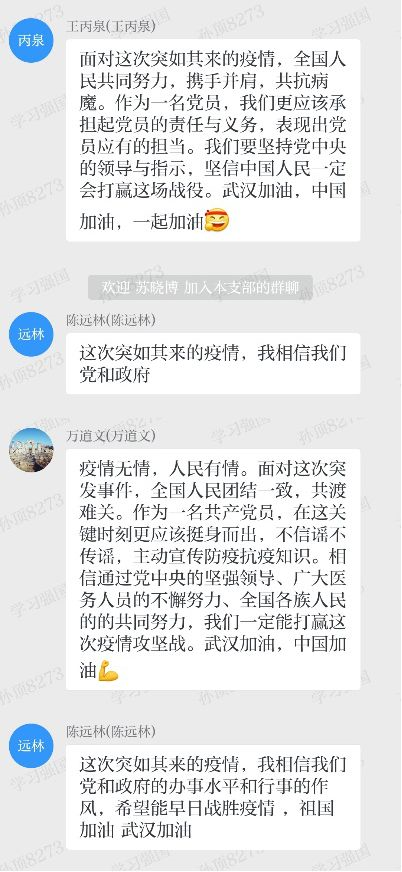 丙泉
王丙泉(王丙泉)
面对这次突如其来的疫情，全国人
民共同努力，携手并肩，共抗病
魔。作为一名党员，我们更应该承
担起党员的责任与义务，表现出党
员应有的担当。我们要坚持党中央
的领导与指示，坚信中国人民一定
会打赢这场战役。武汉加油，中国
加油，一起加油
欢迎 苏晓博 加入本支部的群聊
远林
陈远林(陈远林)
这次突如其来的疫情，我相信我们
党和政府
万道文(万道文)
疫情无情，人民有情。面对这次突
发事件，全国人民团结一致，共渡
难关。作为一名共产党员，在这关
键时刻更应该挺身而出，不信谣不
传谣，主动宣传防疫抗疫知识。相
信通过党中央的坚强领导、广大医
务人员的不懈努力、全国各族人民
的的共同努力，我们一定能打赢这
次疫情攻坚战。武汉加油，中国加
油
远林
陈远林(陈远林)
这次突如其来的疫情，我相信我们
党和政府的办事水平和行事的作
风，希望能早日战胜疫情 ，祖国
加油 武汉加油
学习强国
孙顶8273